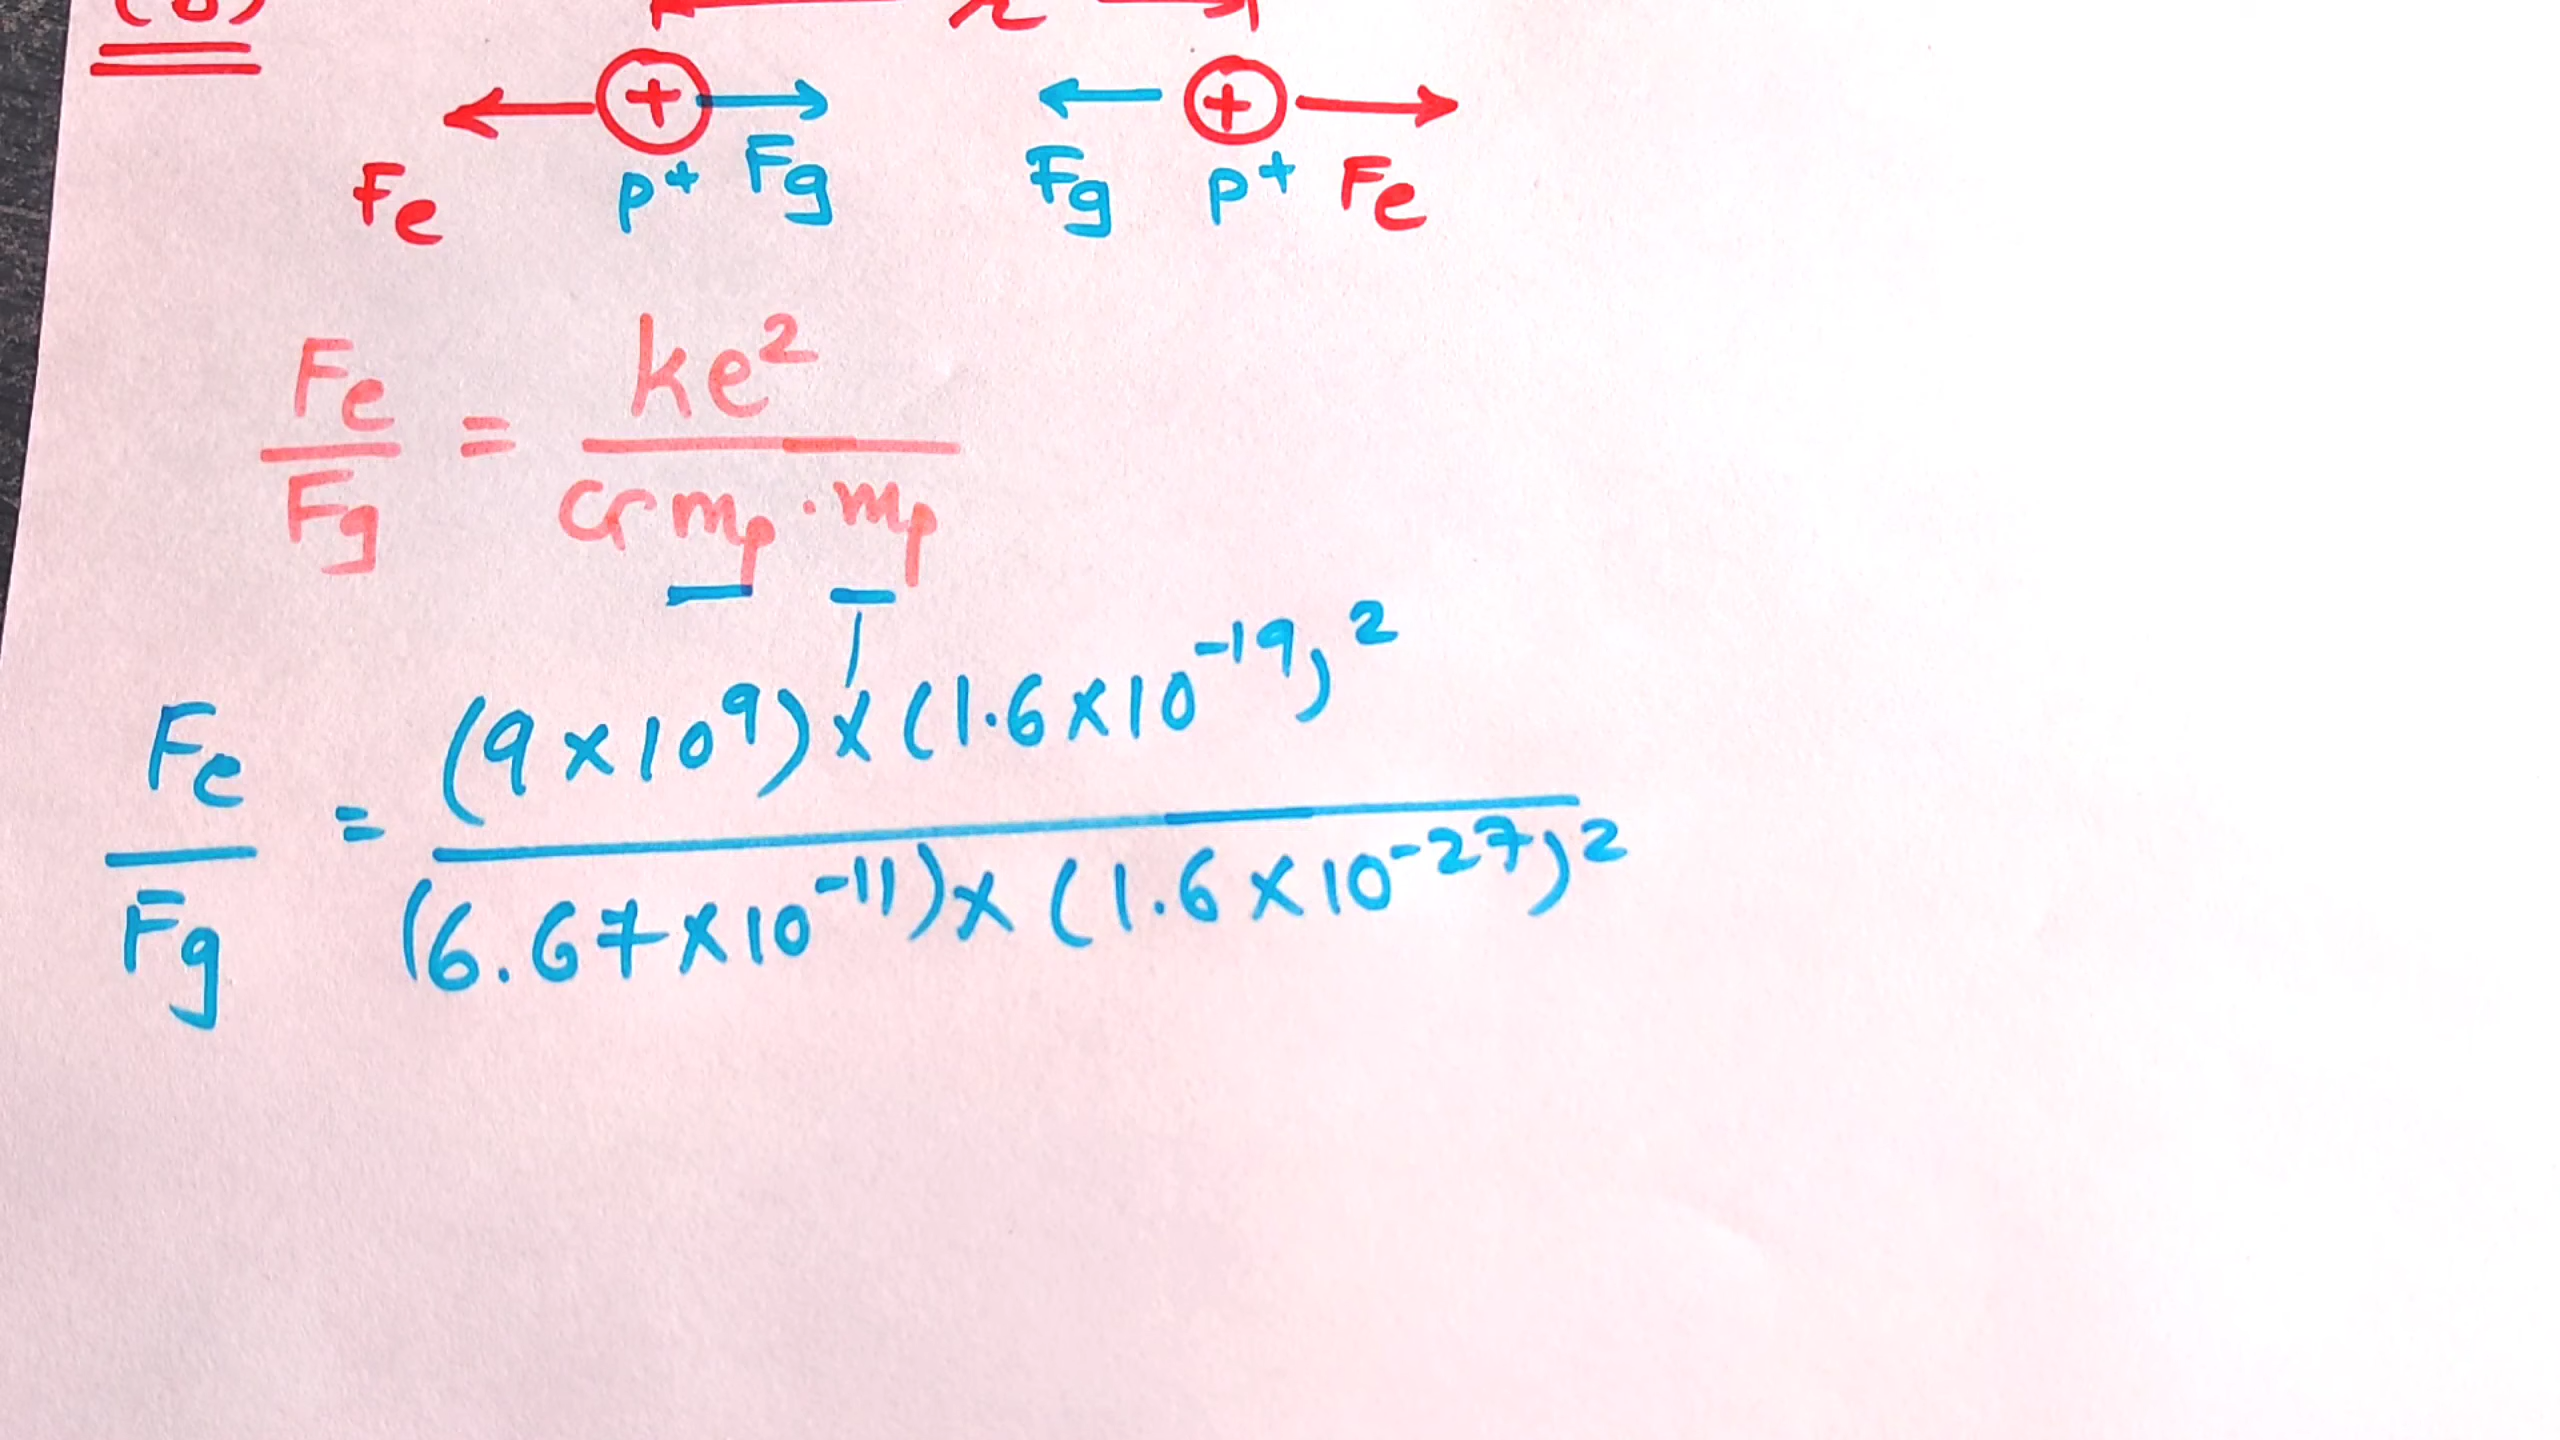 r
Fe p+ Fg Fg p+ Fe
Fe/Fg = ke²/G mp · mp
Fe/Fg = (9×10⁹)×(1.6×10⁻¹⁹)²/(6.67×10⁻¹¹)×(1.6×10⁻²⁷)²